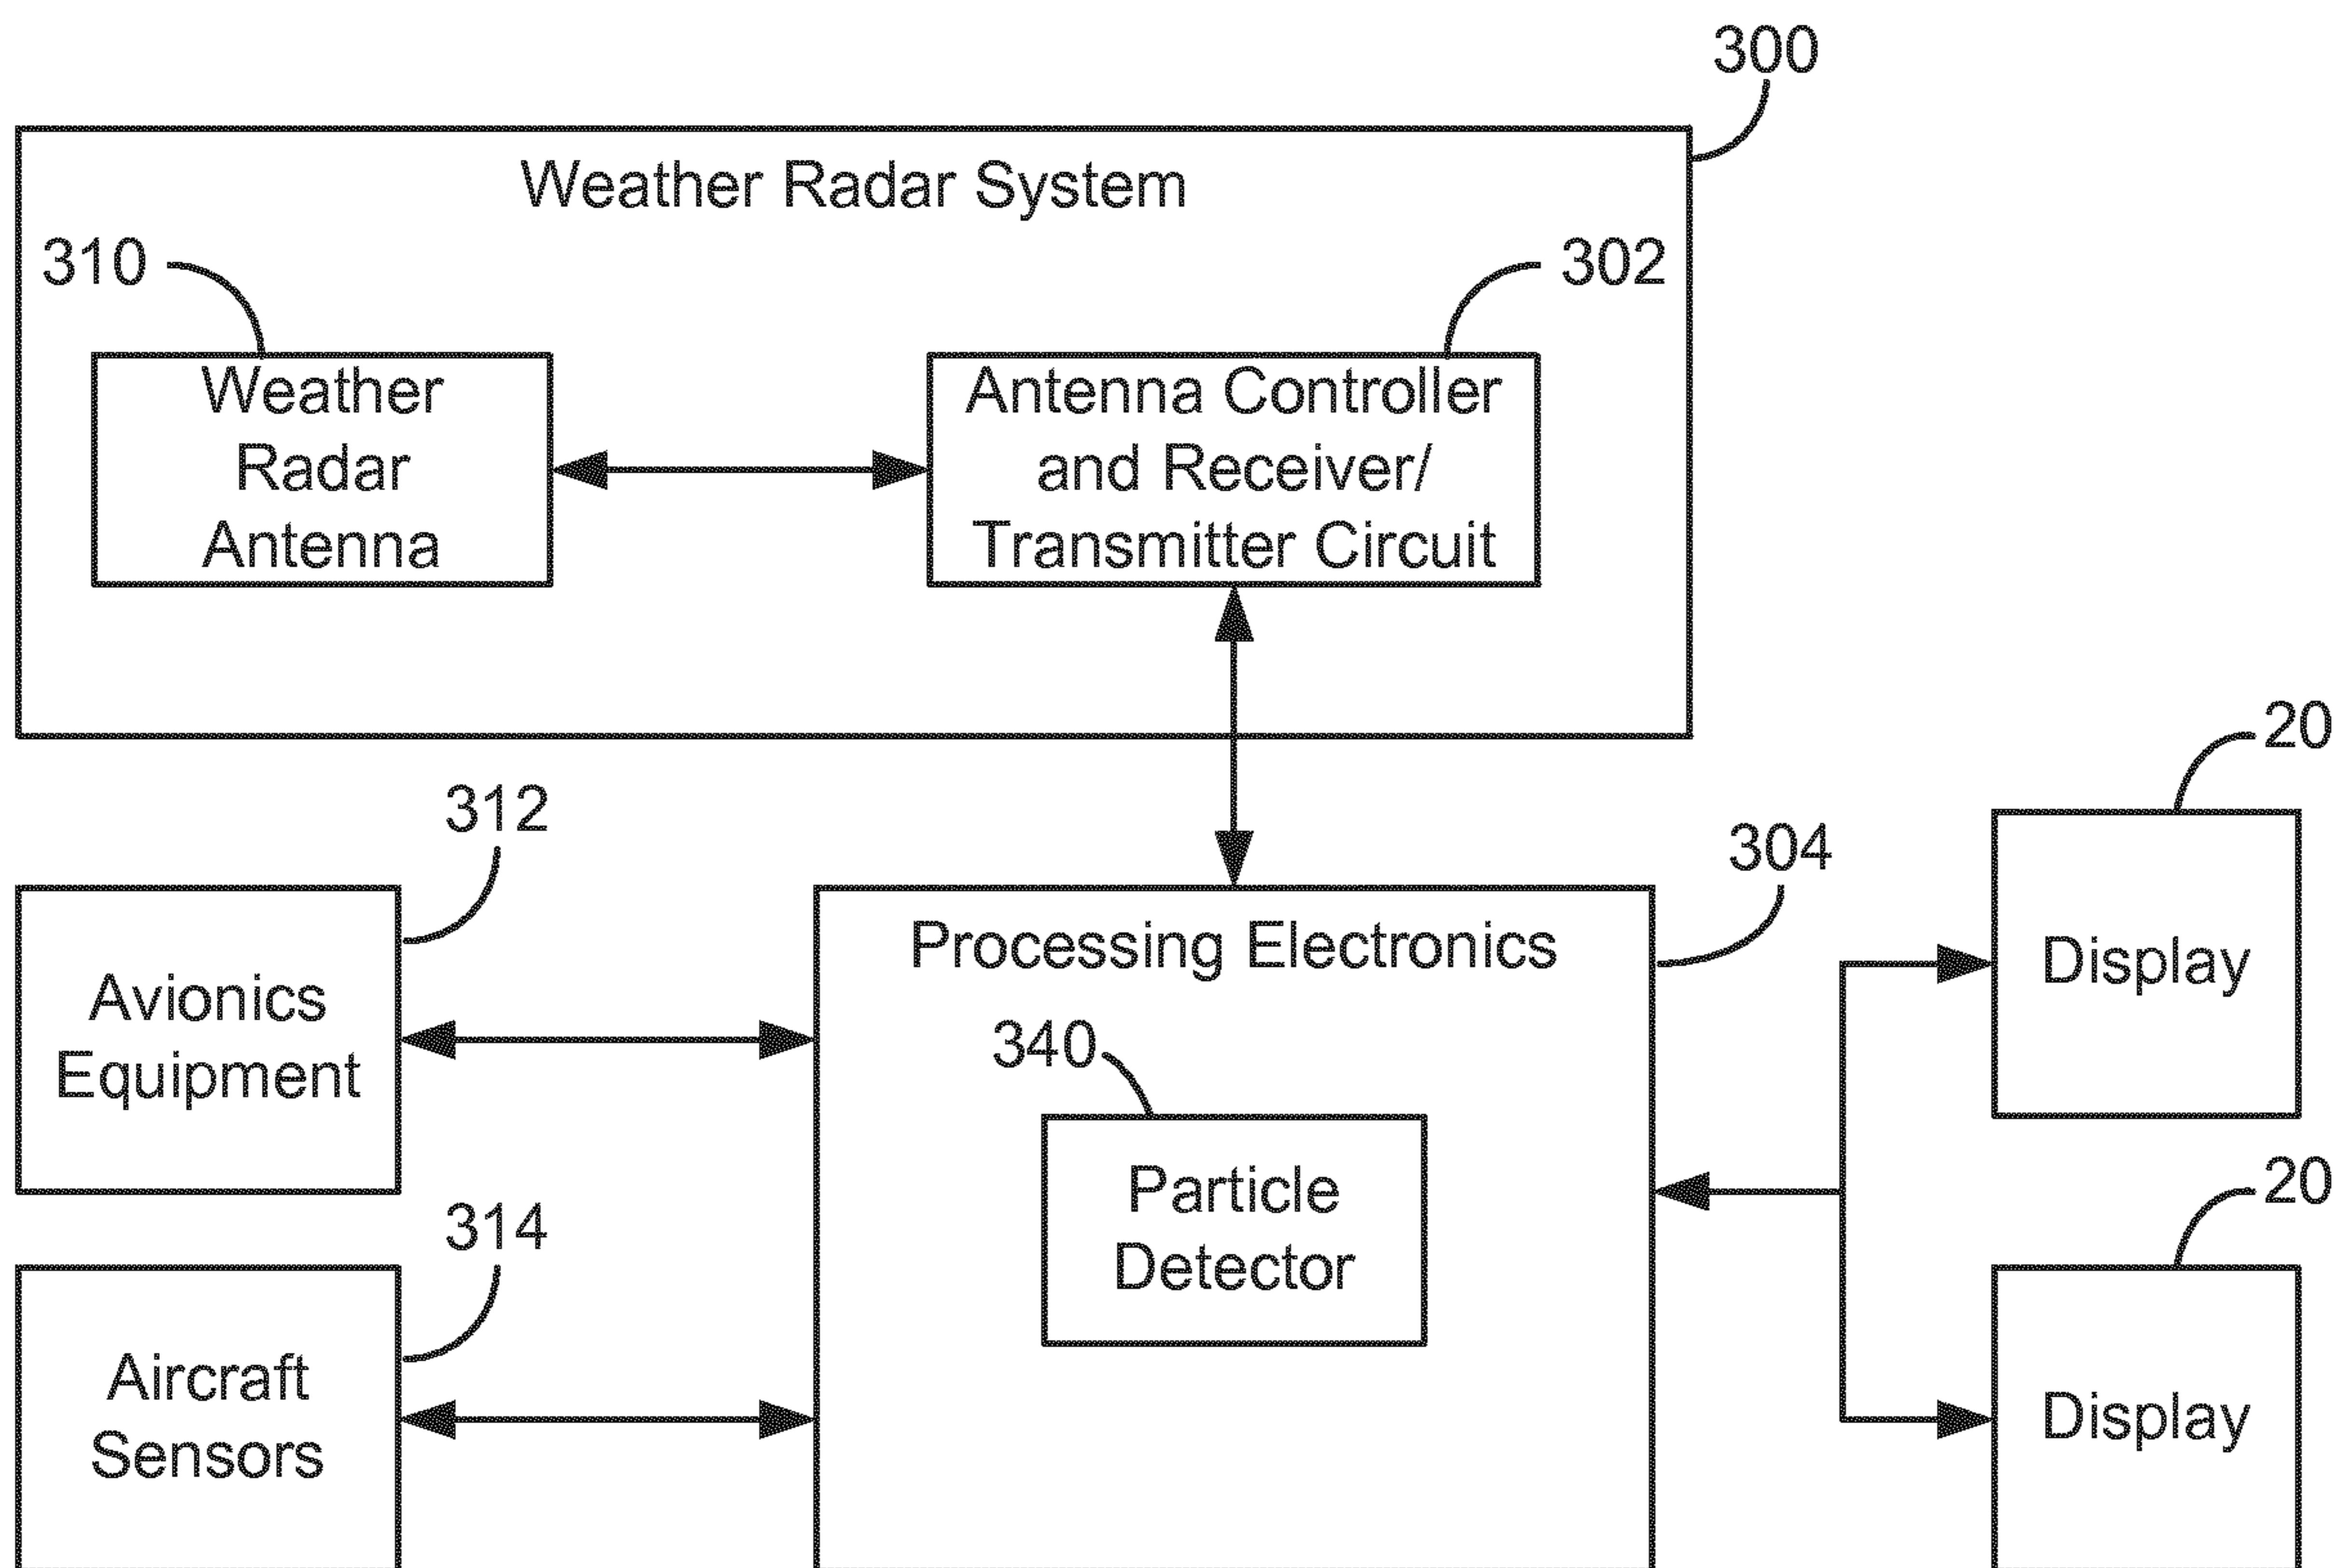 300
Weather Radar System
310
302
Weather
Radar
Antenna
Antenna Controller
and Receiver/
Transmitter Circuit
20
312
304
Avionics
Equipment
Processing Electronics
Display
340
Particle
Detector
20
314
Aircraft
Sensors
Display